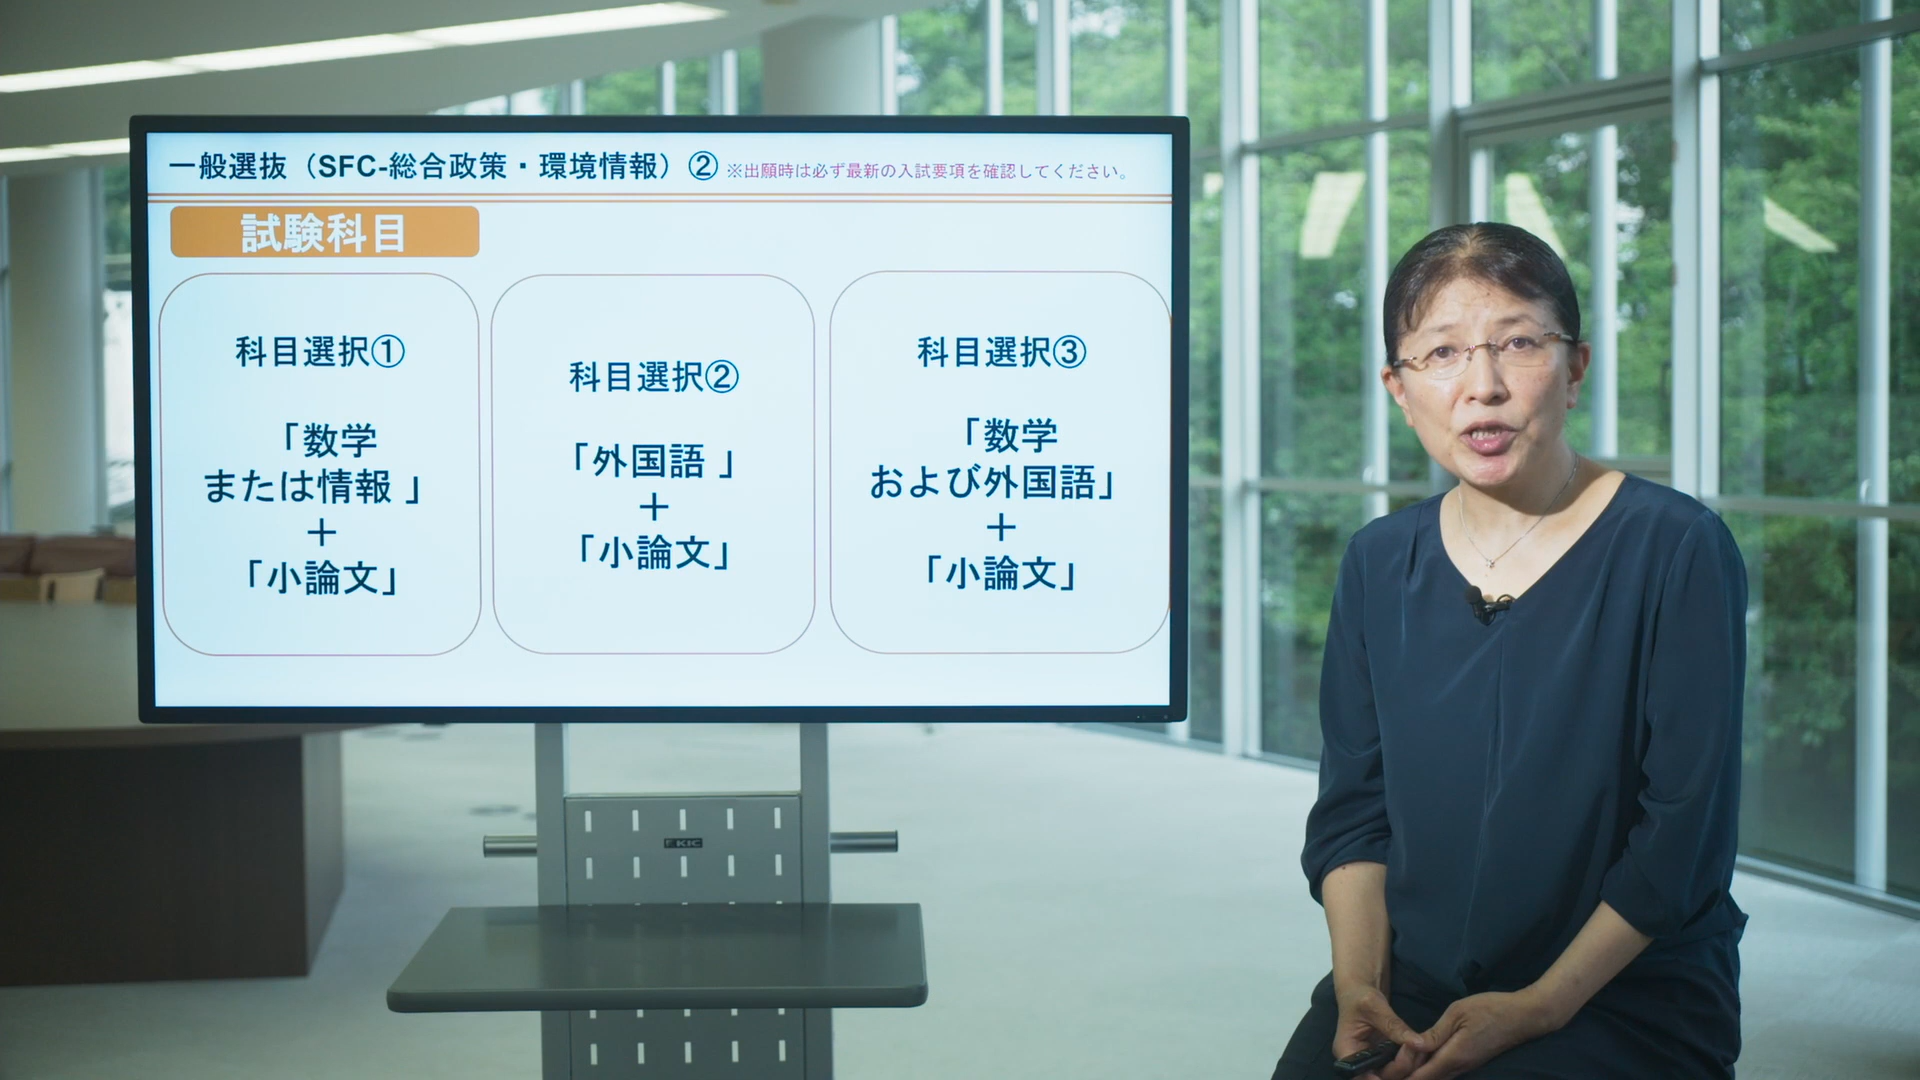 一般選抜（SFC-総合政策・環境情報）② ※出願時は必ず最新の入試要項を確認してください。
試験科目
科目選択①
「数学
または情報 」
＋
「小論文」
科目選択②
「外国語 」
＋
「小論文」
科目選択③
「数学
および外国語」
＋
「小論文」
KIC